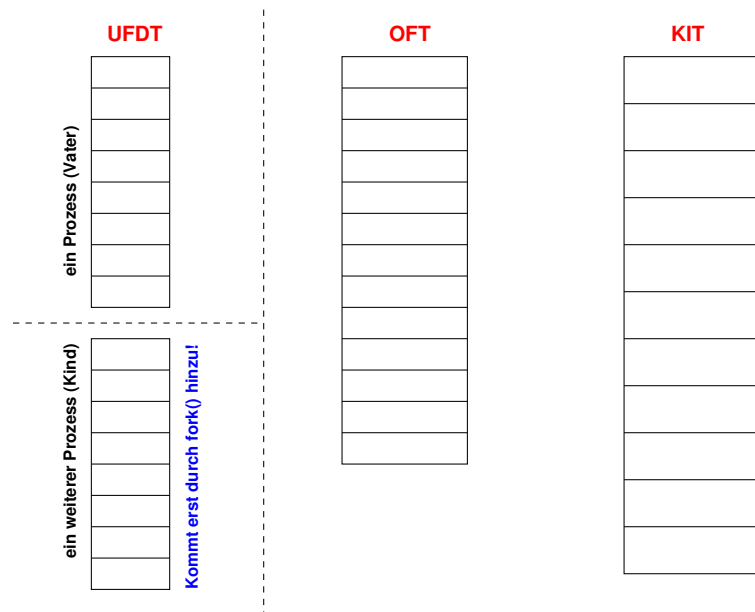 UFDT
OFT
KIT
ein Prozess (Vater)
ein weiterer Prozess (Kind)
Kommt erst durch fork() hinzu!